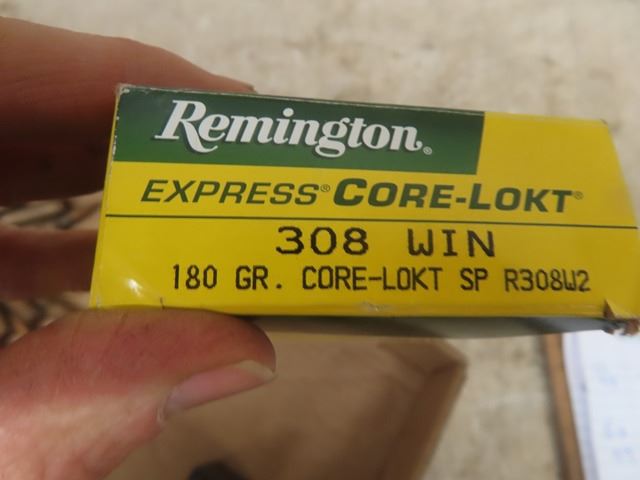 Remington®
EXPRESS® CORE-LOKT®
308 WIN
180 GR. CORE-LOKT SP R308W2